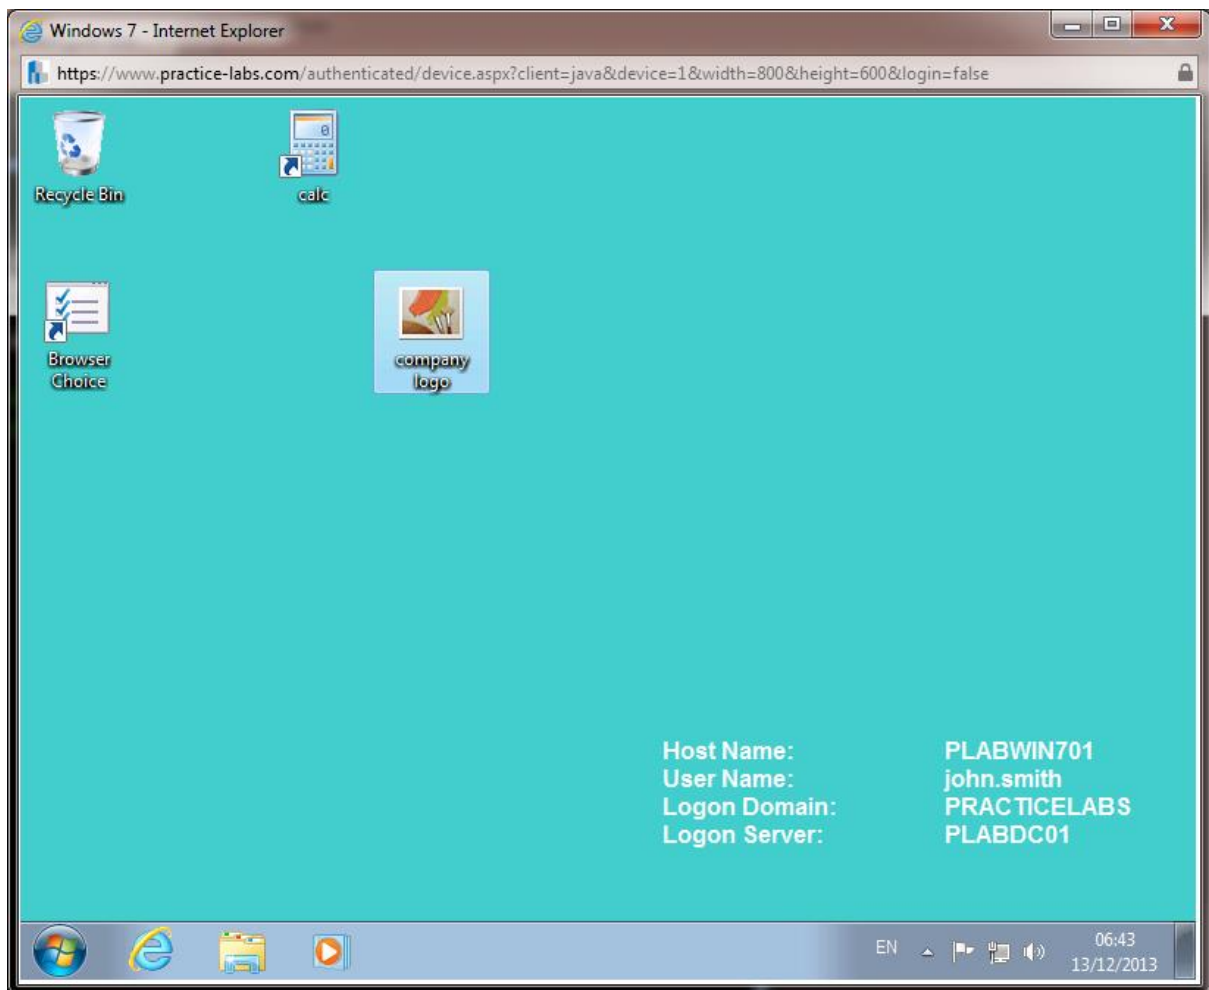 Windows 7 - Internet Explorer
https://www.practice-labs.com/authenticated/device.aspx?client=java&device=1&width=800&height=600&login=false
Recycle Bin
calc
0
Browser
Choice
company
logo
Host Name: PLABWIN701
User Name: john.smith
Logon Domain: PRACTICELABS
Logon Server: PLABDC01
EN
06:43
13/12/2013